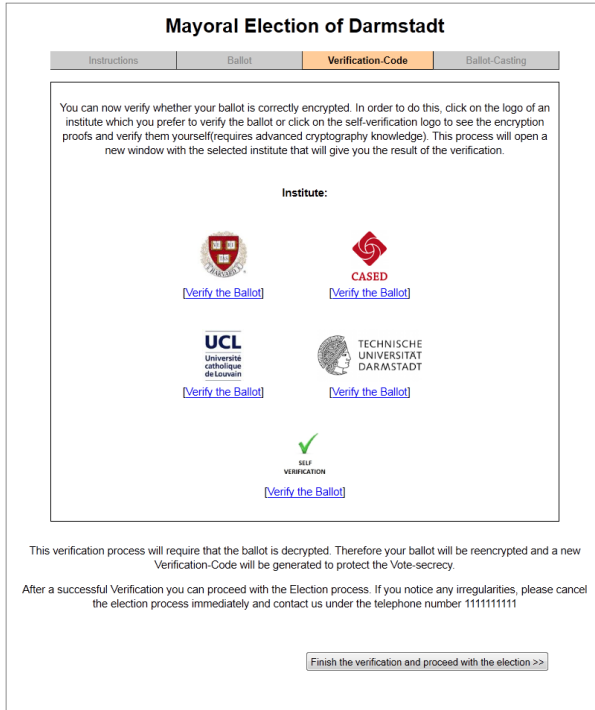 Mayoral Election of Darmstadt
Instructions
Ballot
Verification-Code
Ballot-Casting
You can now verify whether your ballot is correctly encrypted. In order to do this, click on the logo of an
institute which you prefer to verify the ballot or click on the self-verification logo to see the encryption
proofs and verify them yourself(requires advanced cryptography knowledge). This process will open a
new window with the selected institute that will give you the result of the verification.
Institute:
HARVARD
CASED
[Verify the Ballot]
[Verify the Ballot]
UCL
Université
catholique
de Louvain
TECHNISCHE
UNIVERSITÄT
DARMSTADT
[Verify the Ballot]
[Verify the Ballot]
SELF
VERIFICATION
[Verify the Ballot]
This verification process will require that the ballot is decrypted. Therefore your ballot will be reencrypted and a new
Verification-Code will be generated to protect the Vote-secrecy.
After a successful Verification you can proceed with the Election process. If you notice any irregularities, please cancel
the election process immediately and contact us under the telephone number 1111111111
Finish the verification and proceed with the election >>